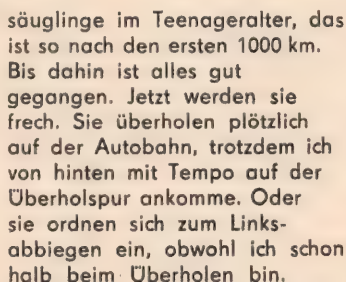 säuglinge im Teenageralter, das
ist so nach den ersten 1000 km.
Bis dahin ist alles gut
gegangen. Jetzt werden sie
frech. Sie überholen plötzlich
auf der Autobahn, trotzdem ich
von hinten mit Tempo auf der
Überholspur ankomme. Oder
sie ordnen sich zum Links-
abbiegen ein, obwohl ich schon
halb beim Überholen bin.